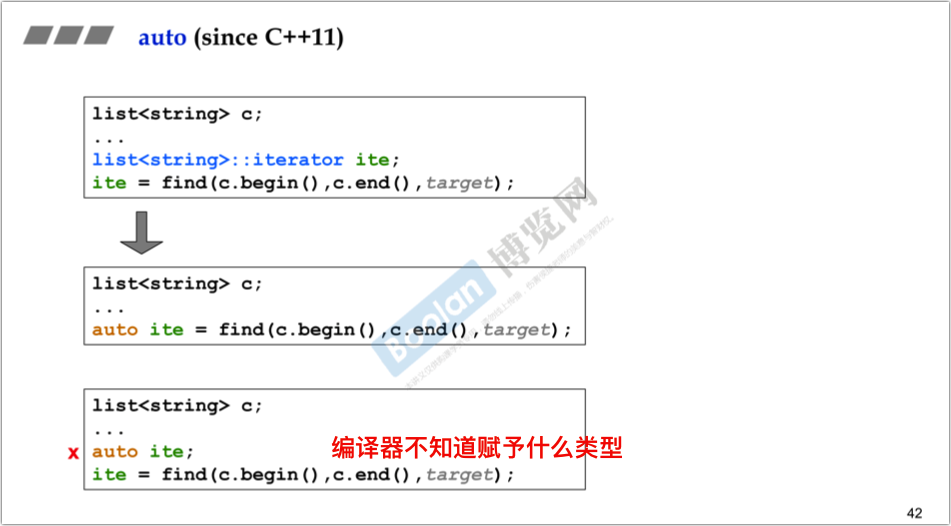 auto (since C++11)
list<string> c;
...
list<string>::iterator ite;
ite = find(c.begin(),c.end(),target);
list<string> c;
...
auto ite = find(c.begin(),c.end(),target);
list<string> c;
...
x auto ite; 编译器不知道赋予什么类型
ite = find(c.begin(),c.end(),target);
Boolan 博览网
42